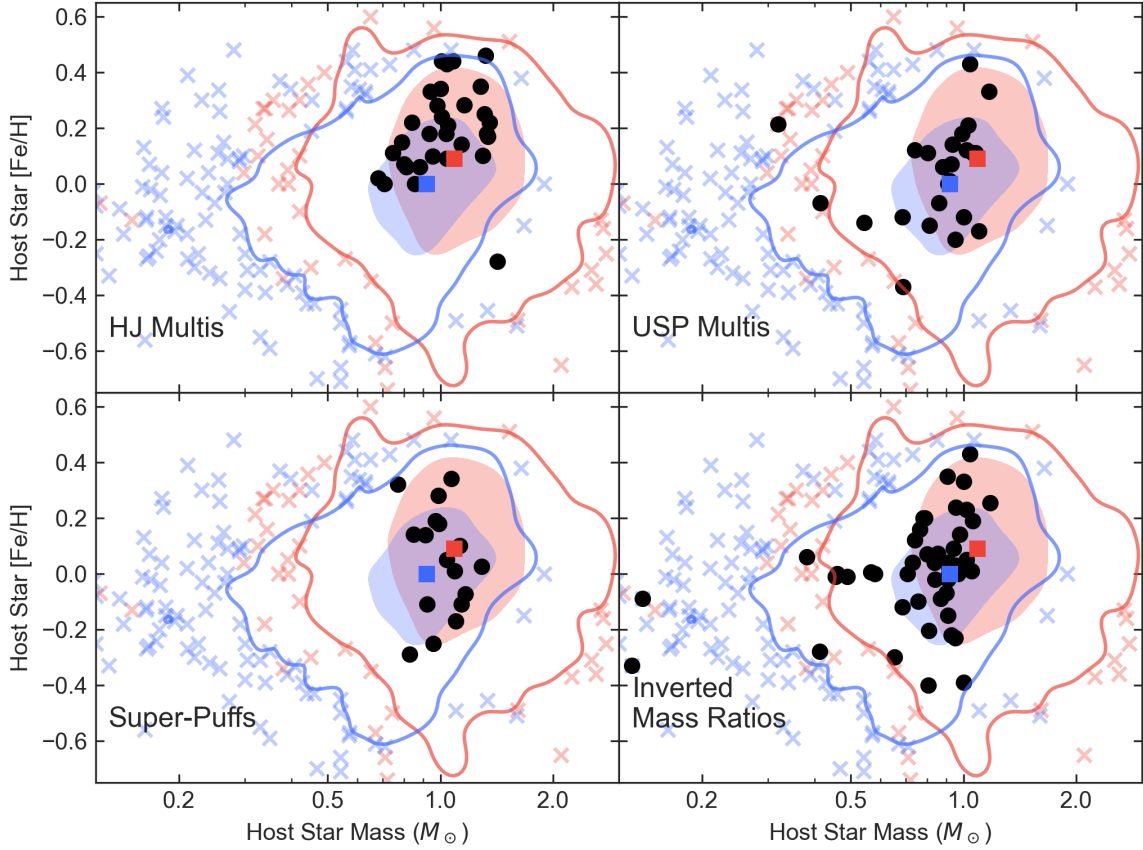 0.6
0.4
0.2
0.0
−0.2
−0.4
−0.6
Host Star [Fe/H]
HJ Multis
USP Multis
0.6
0.4
0.2
0.0
−0.2
−0.4
−0.6
Host Star [Fe/H]
Super-Puffs
Inverted
Mass Ratios
0.2
0.5
1.0
2.0
0.2
0.5
1.0
2.0
Host Star Mass (M⊙)
Host Star Mass (M⊙)